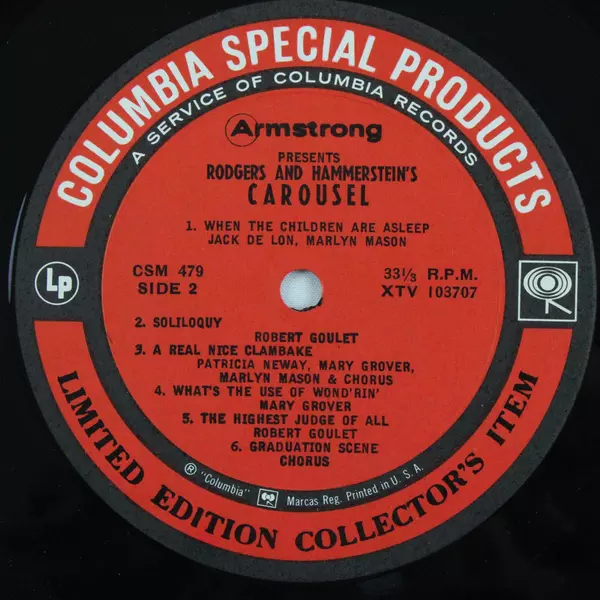 COLUMBIA SPECIAL PRODUCTS
A SERVICE OF COLUMBIA RECORDS
Armstrong
PRESENTS
RODGERS AND HAMMERSTEIN'S
CAROUSEL
1. WHEN THE CHILDREN ARE ASLEEP
JACK DE LON, MARLYN MASON
Lp
CSM 479
SIDE 2
33⅓ R.P.M.
XTV 103707
2. SOLILOQUY
ROBERT GOULET
3. A REAL NICE CLAMBAKE
PATRICIA NEWAY, MARY GROVER,
MARLYN MASON & CHORUS
4. WHAT'S THE USE OF WOND'RIN'
MARY GROVER
5. THE HIGHEST JUDGE OF ALL
ROBERT GOULET
6. GRADUATION SCENE
CHORUS
® "Columbia" Marcas Reg. Printed in U. S. A.
LIMITED EDITION COLLECTOR'S ITEM